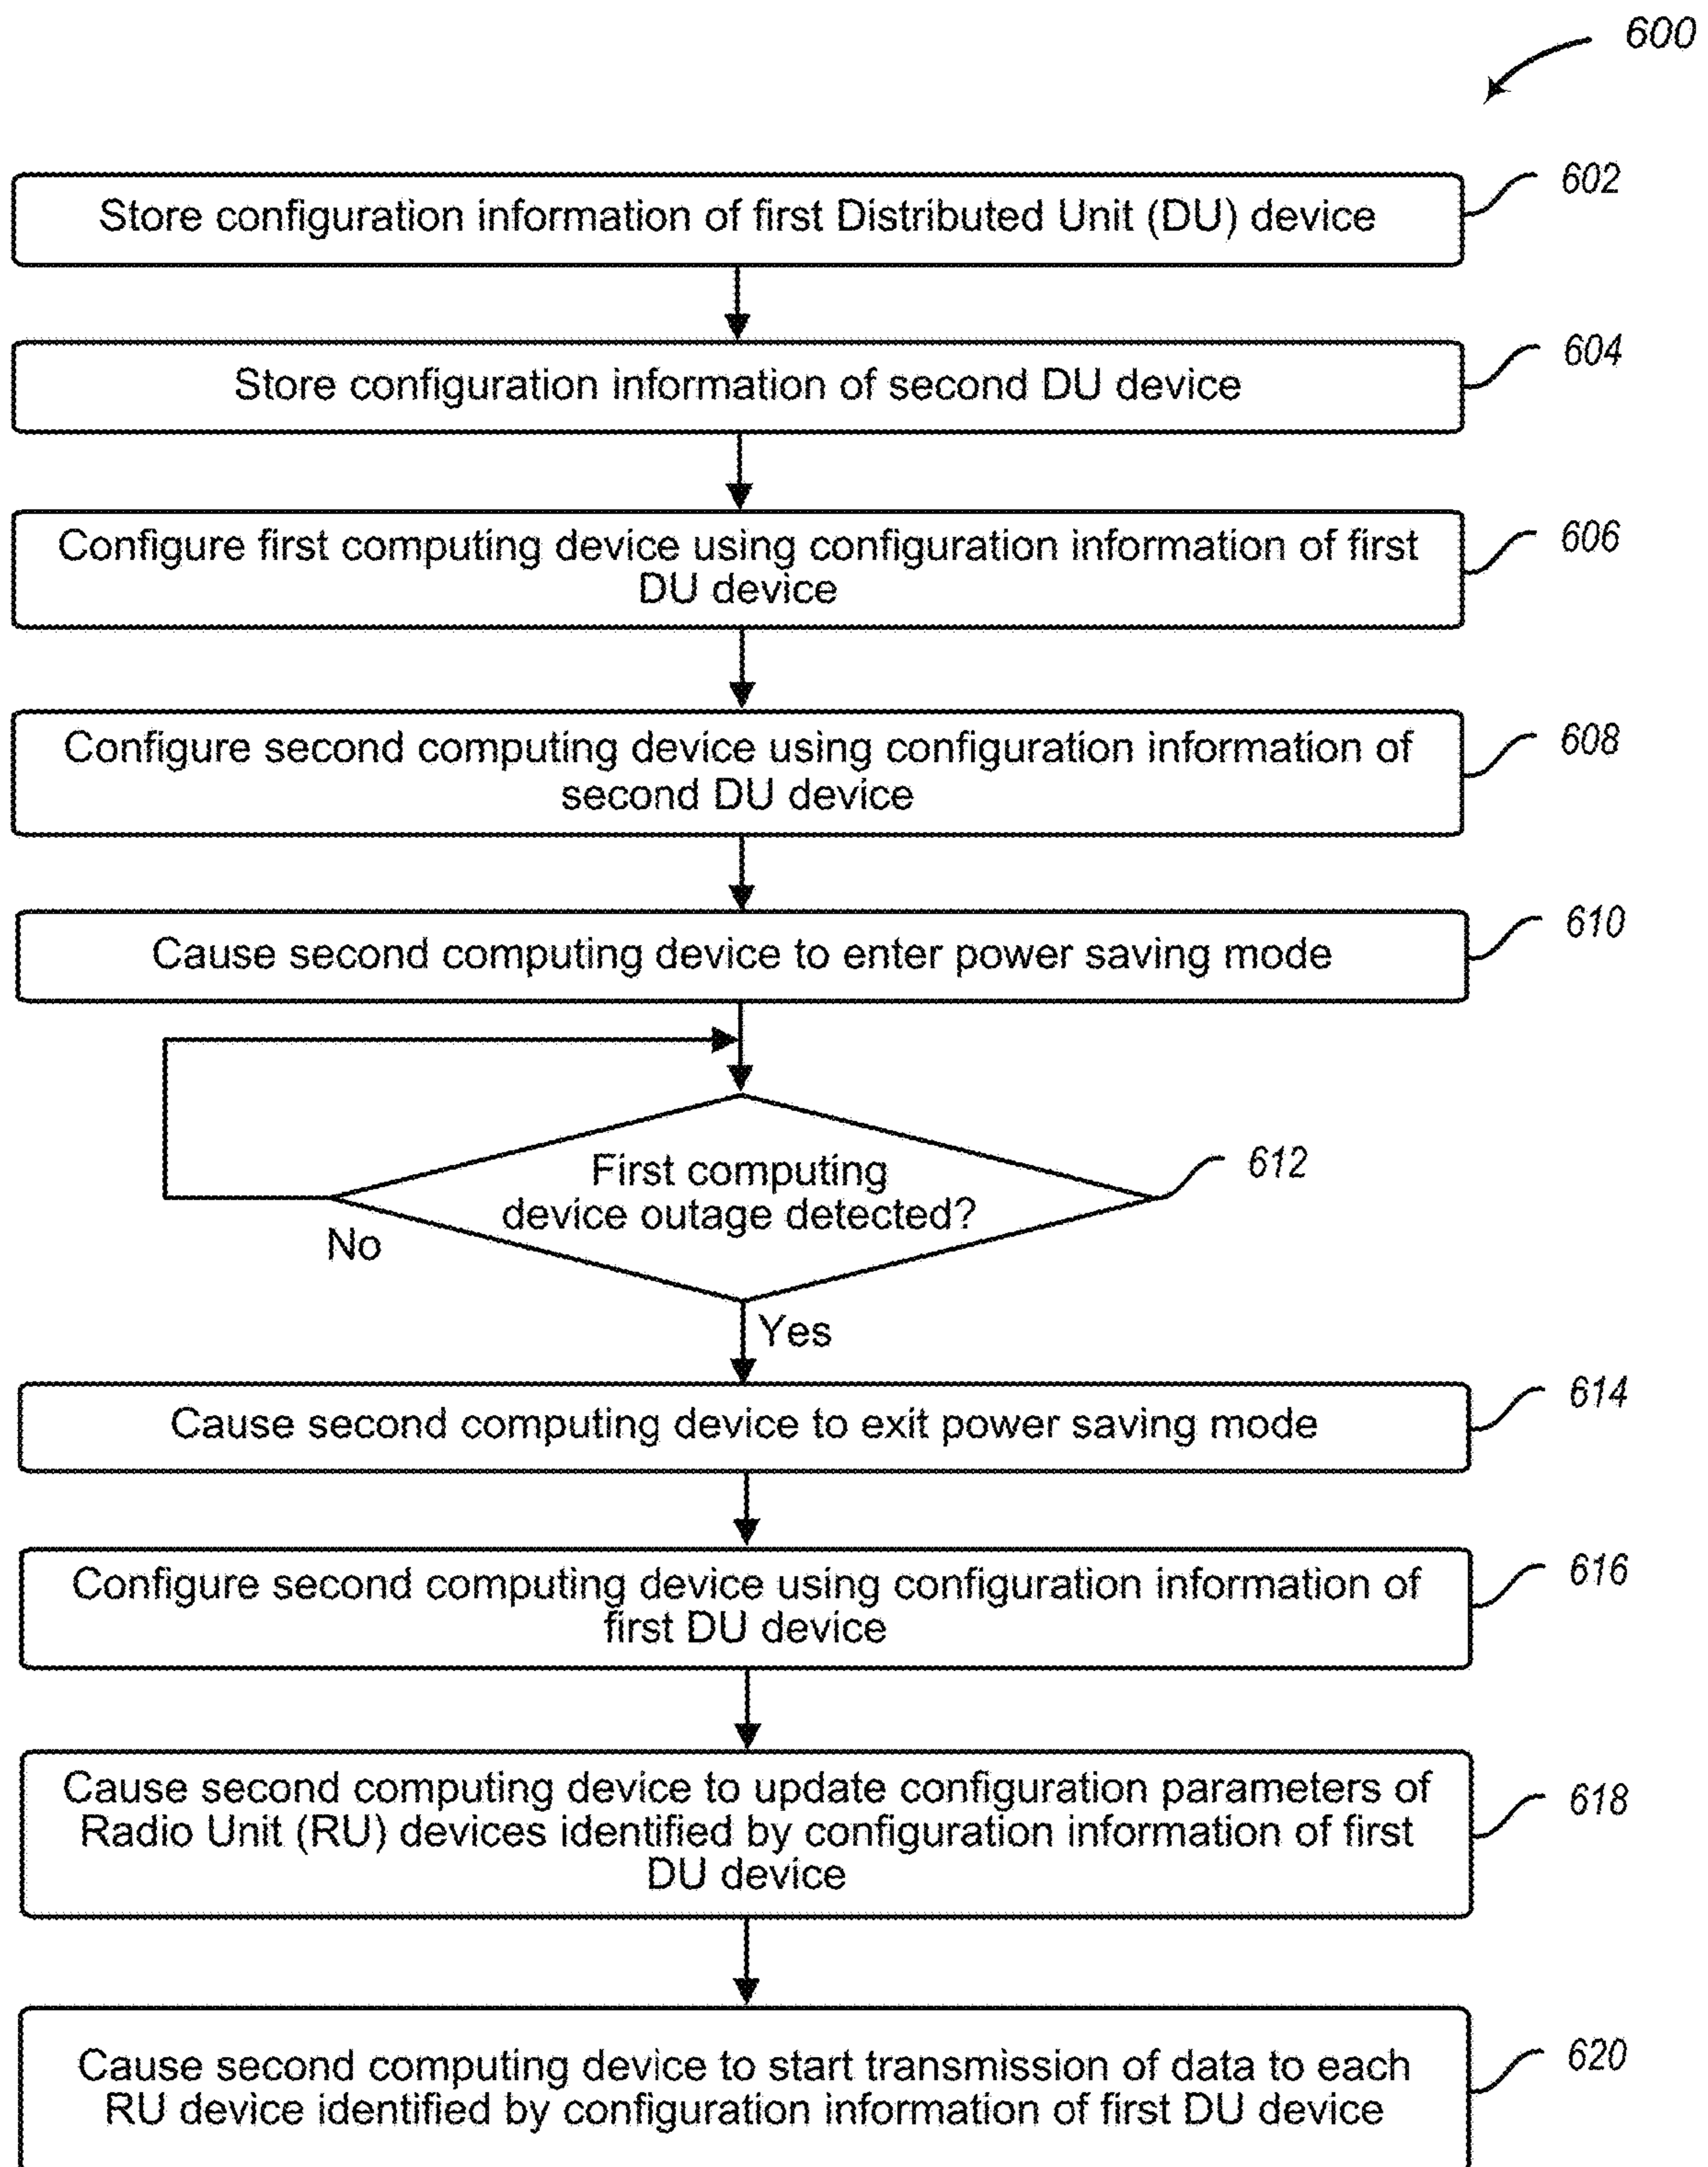 600
Store configuration information of first Distributed Unit (DU) device
602
Store configuration information of second DU device
604
Configure first computing device using configuration information of first
DU device
606
Configure second computing device using configuration information of
second DU device
608
Cause second computing device to enter power saving mode
610
First computing
device outage detected?
612
No
Yes
Cause second computing device to exit power saving mode
614
Configure second computing device using configuration information of
first DU device
616
Cause second computing device to update configuration parameters of
Radio Unit (RU) devices identified by configuration information of first
DU device
618
Cause second computing device to start transmission of data to each
RU device identified by configuration information of first DU device
620